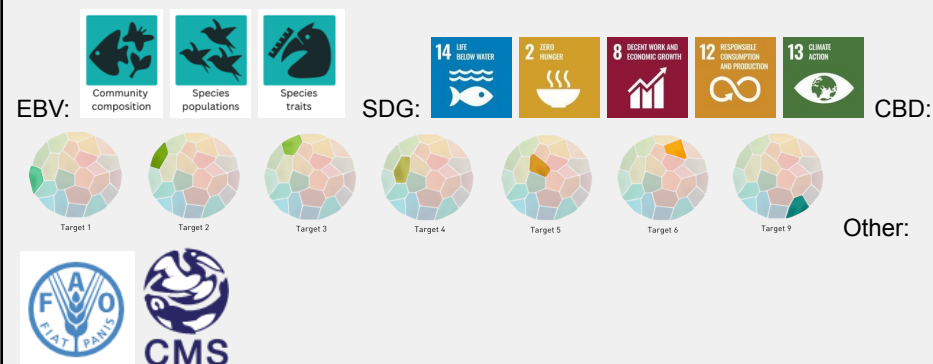 EBV:
Community
composition
Species
populations
Species
traits
SDG:
14 LIFE
BELOW WATER
2 ZERO
HUNGER
8 DECENT WORK AND
ECONOMIC GROWTH
12 RESPONSIBLE
CONSUMPTION
AND PRODUCTION
13 CLIMATE
ACTION
CBD:
Target 1
Target 2
Target 3
Target 4
Target 5
Target 6
Target 9
Other:
FAO
FIAT PANIS
CMS